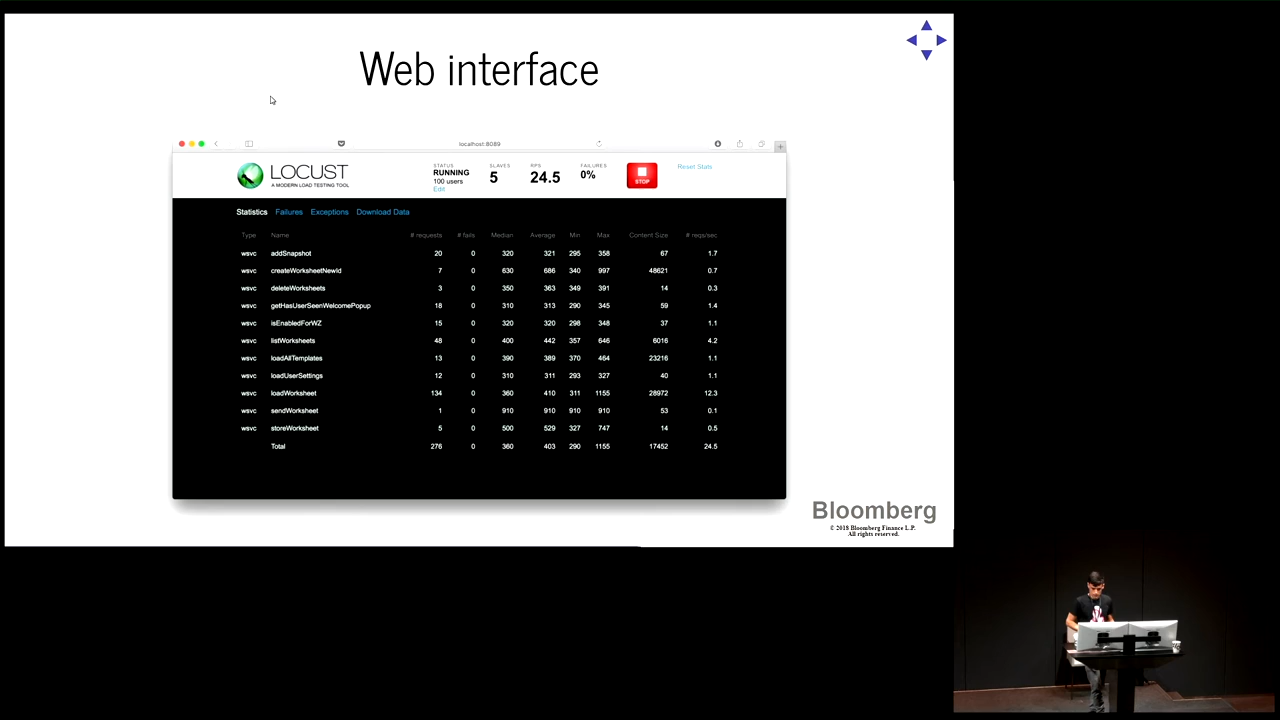 Web interface
localhost:8089
LOCUST
A MODERN LOAD TESTING TOOL
STATUS
RUNNING
100 users
Edit
SLAVES
5
RPS
24.5
FAILURES
0%
STOP
Reset Stats
Statistics Failures Exceptions Download Data
Type Name # requests # fails Median Average Min Max Content Size # reqs/sec
wsvc addSnapshot 20 0 320 321 295 358 67 1.7
wsvc createWorksheetNewId 7 0 630 686 340 997 48621 0.7
wsvc deleteWorksheets 3 0 350 363 349 391 14 0.3
wsvc getHasUserSeenWelcomePopup 18 0 310 313 290 345 59 1.4
wsvc isEnabledForWZ 15 0 320 320 298 348 37 1.1
wsvc listWorksheets 48 0 400 442 357 646 6016 4.2
wsvc loadAllTemplates 13 0 390 389 370 464 23216 1.1
wsvc loadUserSettings 12 0 310 311 293 327 40 1.1
wsvc loadWorksheet 134 0 360 410 311 1155 28972 12.3
wsvc sendWorksheet 1 0 910 910 910 910 53 0.1
wsvc storeWorksheet 5 0 500 529 327 747 14 0.5
Total 276 0 360 403 290 1155 17452 24.5
Bloomberg
© 2018 Bloomberg Finance L.P.
All rights reserved.